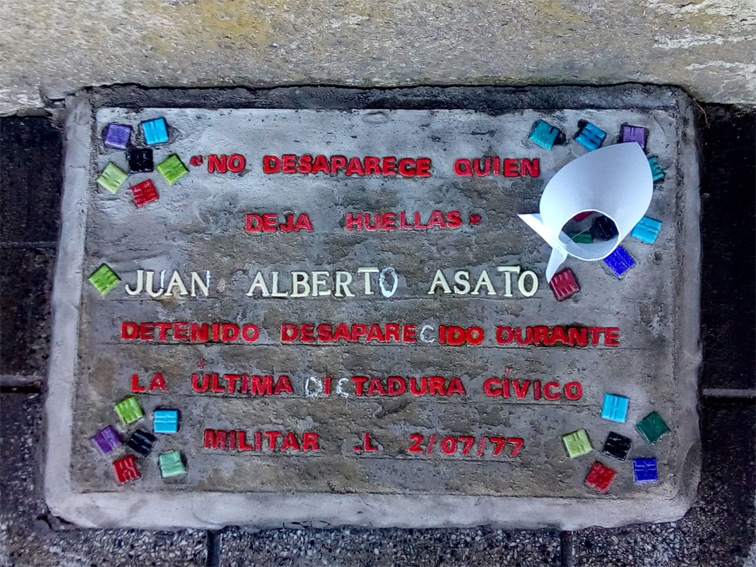 «NO DESAPARECE QUIEN
DEJA HUELLAS»
JUAN ALBERTO ASATO
DETENIDO DESAPARECIDO DURANTE
LA ÚLTIMA DICTADURA CÍVICO
MILITAR .L 2/07/77